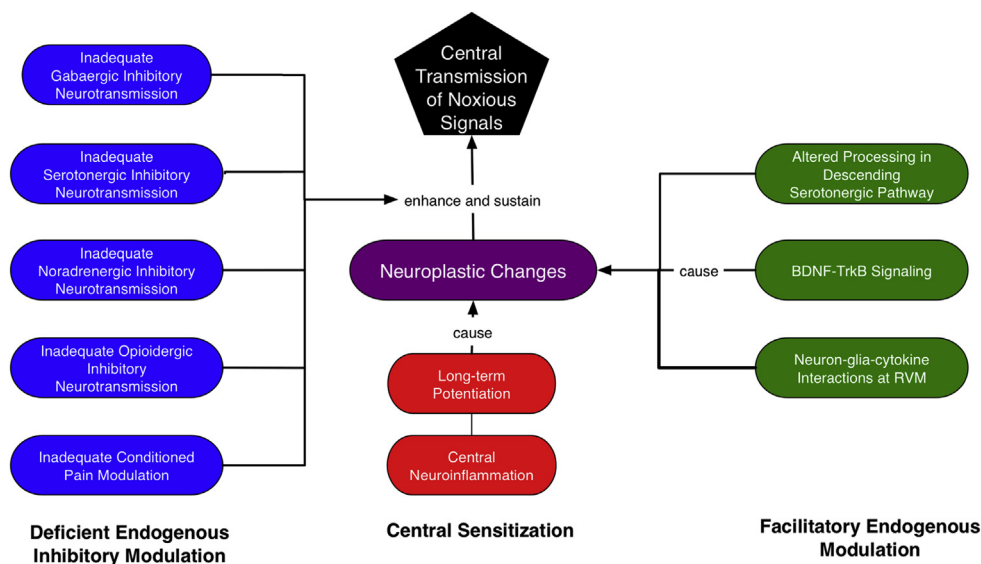 Inadequate
Gabaergic Inhibitory
Neurotransmission
Inadequate
Serotonergic Inhibitory
Neurotransmission
Inadequate
Noradrenergic Inhibitory
Neurotransmission
Inadequate Opioidergic
Inhibitory
Neurotransmission
Inadequate Conditioned
Pain Modulation
Deficient Endogenous
Inhibitory Modulation
Central
Transmission
of Noxious
Signals
enhance and sustain
Neuroplastic Changes
cause
Long-term
Potentiation
Central
Neuroinflammation
Central Sensitization
cause
Altered Processing in
Descending
Serotonergic Pathway
BDNF-TrkB Signaling
Neuron-glia-cytokine
Interactions at RVM
Facilitatory Endogenous
Modulation